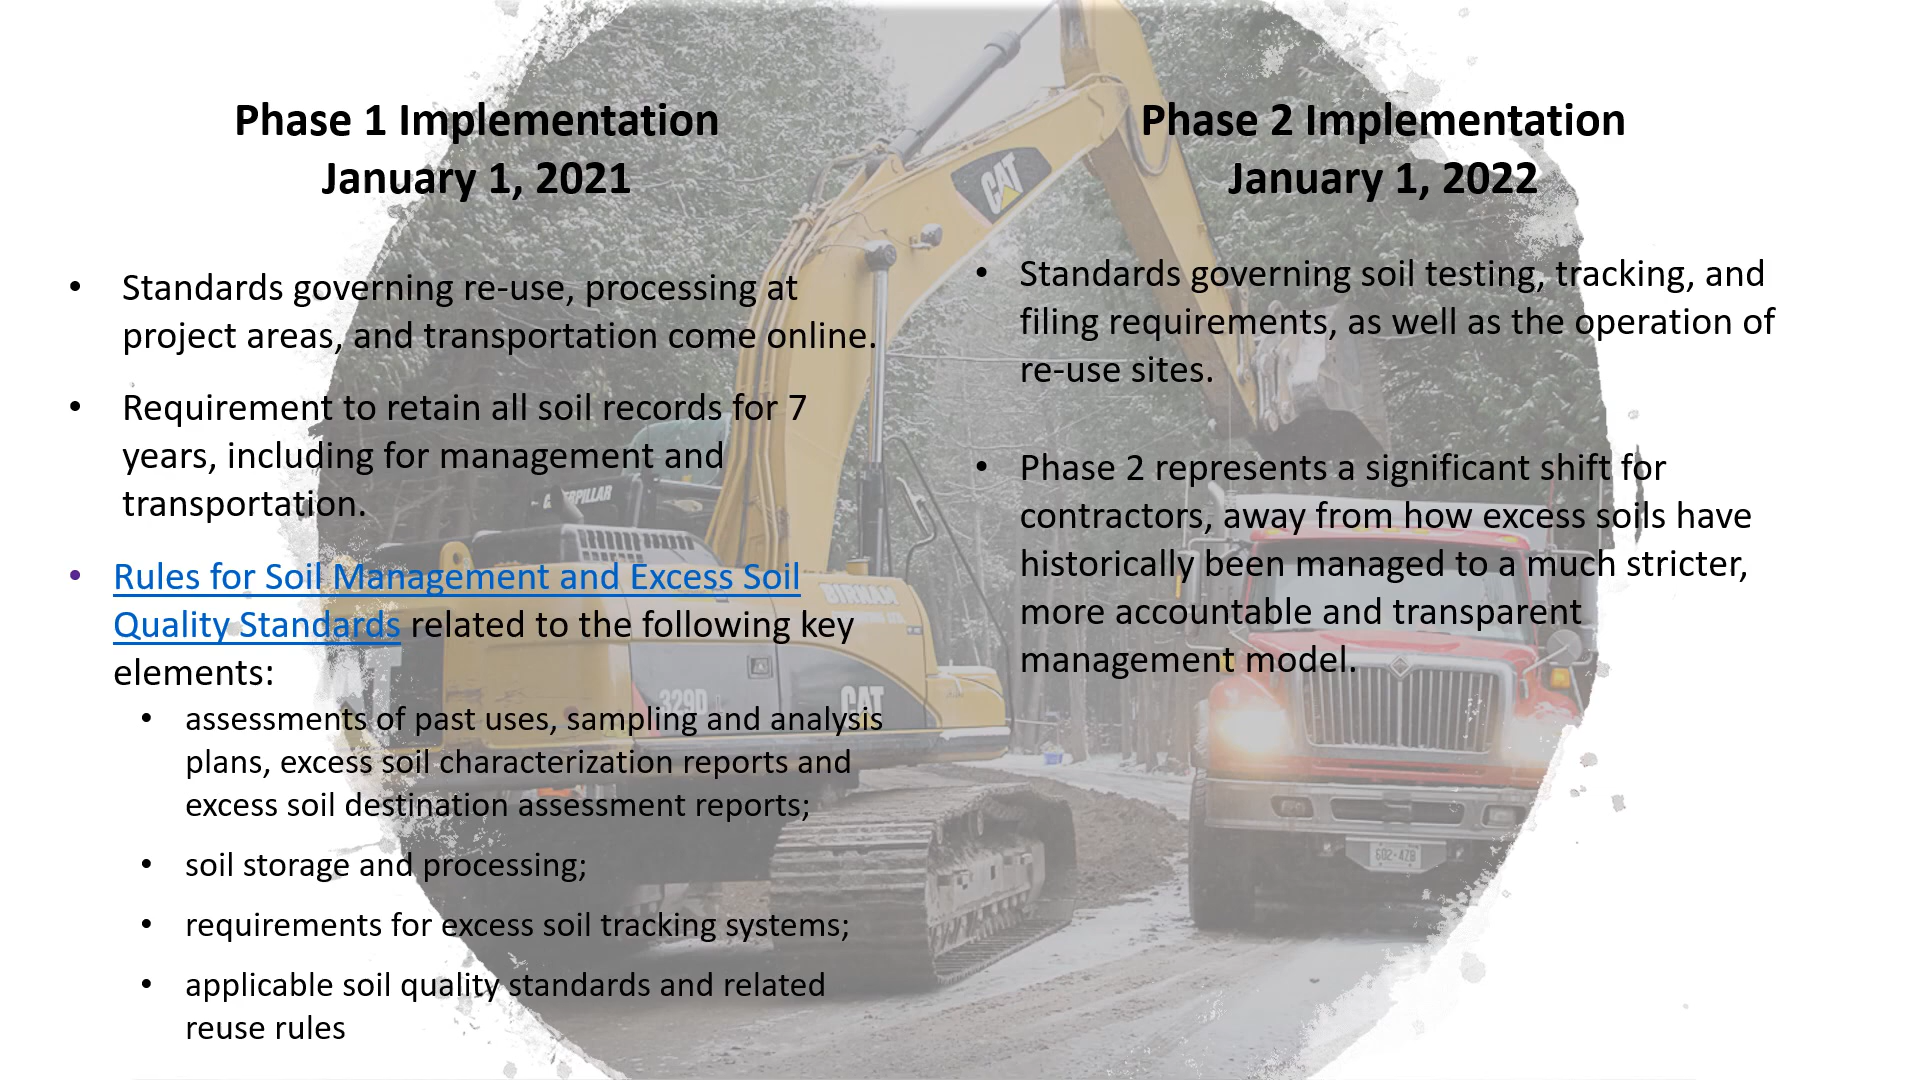 Phase 1 Implementation
January 1, 2021
• Standards governing re-use, processing at
project areas, and transportation come online.
• Requirement to retain all soil records for 7
years, including for management and
transportation.
• Rules for Soil Management and Excess Soil
Quality Standards related to the following key
elements:
• assessments of past uses, sampling and analysis
plans, excess soil characterization reports and
excess soil destination assessment reports;
• soil storage and processing;
• requirements for excess soil tracking systems;
• applicable soil quality standards and related
reuse rules
Phase 2 Implementation
January 1, 2022
• Standards governing soil testing, tracking, and
filing requirements, as well as the operation of
re-use sites.
• Phase 2 represents a significant shift for
contractors, away from how excess soils have
historically been managed to a much stricter,
more accountable and transparent
management model.
CAT
BIRNAM
329D L
CAT